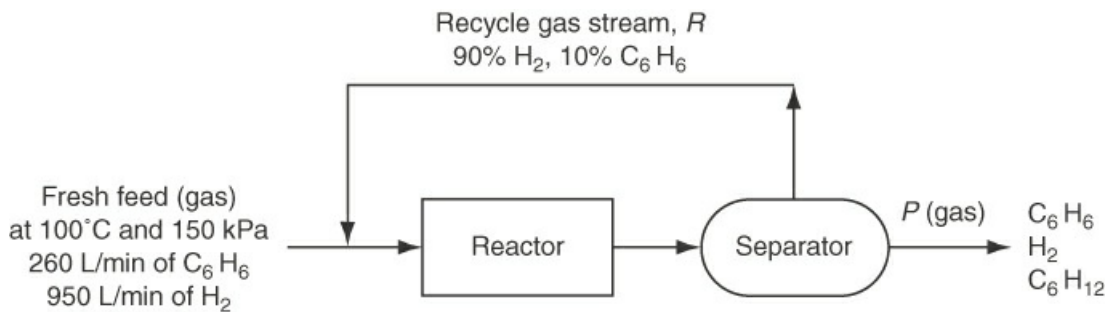 Recycle gas stream, R
90% H₂, 10% C₆ H₆
Fresh feed (gas)
at 100˚C and 150 kPa
260 L/min of C₆ H₆
950 L/min of H₂
Reactor
Separator
P (gas)
C₆ H₆
H₂
C₆ H₁₂